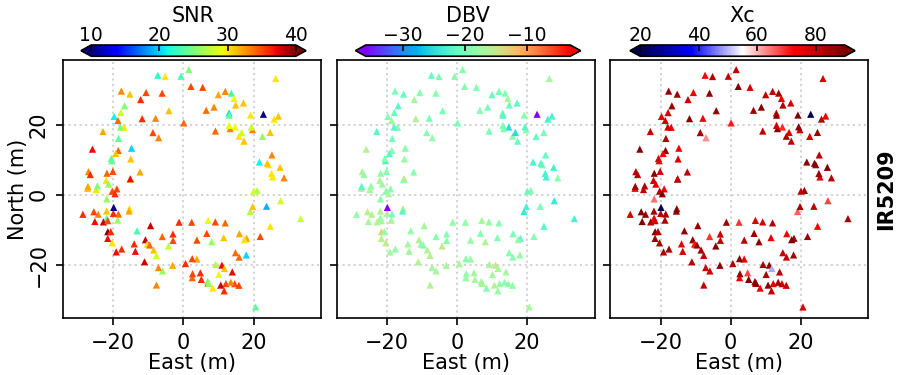 SNR DBV Xc
10 20 30 40 −30 −20 −10 20 40 60 80
20
0
−20
North (m)
−20 0 20 −20 0 20 −20 0 20
East (m) East (m) East (m)
IR5209